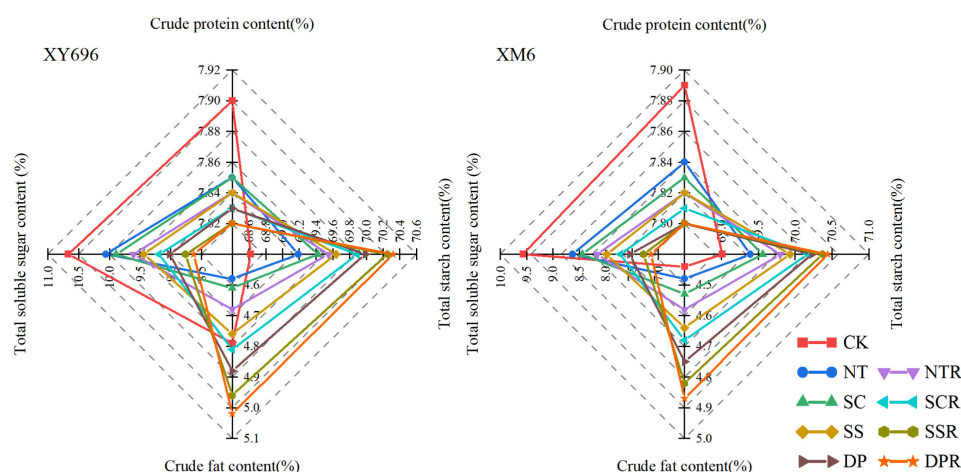 Crude protein content(%)
XY696
7.92
7.90
7.88
7.86
7.84
7.82
Total soluble sugar content (%)
11.0
10.5
10.0
9.5
Total starch content(%)
68.8
69.2
69.4
69.6
69.8
70.0
70.2
70.4
70.6
4.6
4.7
4.8
4.9
5.0
5.1
Crude fat content(%)
Crude protein content(%)
XM6
7.90
7.88
7.86
7.84
7.82
7.80
Total soluble sugar content (%)
10.0
9.5
9.0
8.5
8.0
Total starch content(%)
69.5
70.0
70.5
71.0
4.5
4.6
4.7
4.8
4.9
5.0
Crude fat content(%)
CK
NT
NTR
SC
SCR
SS
SSR
DP
DPR